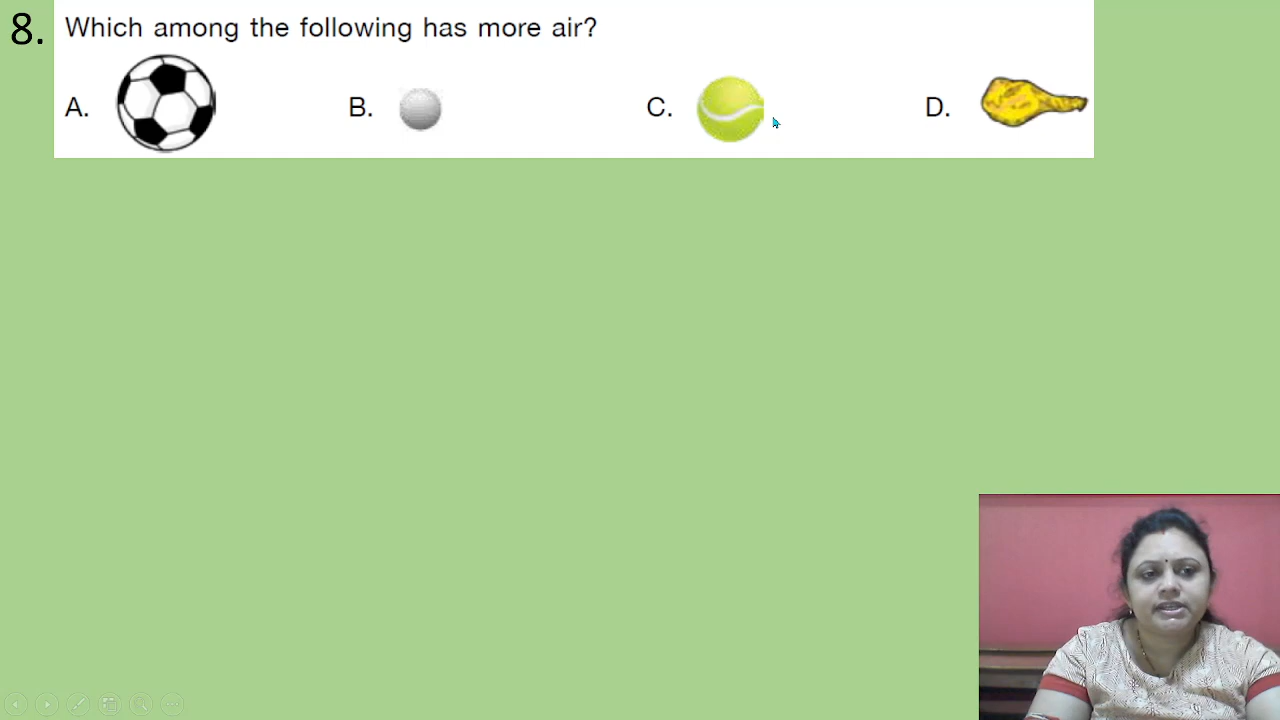 8. Which among the following has more air?
A. B. C. D.